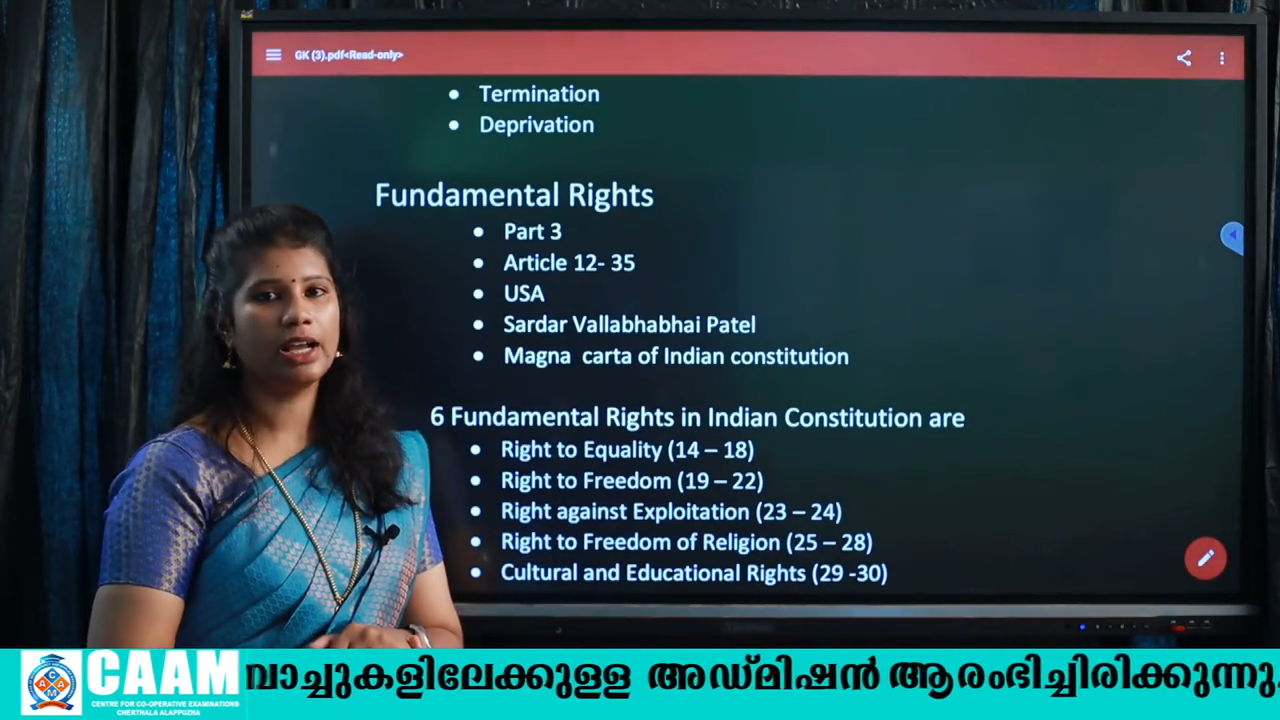 GK (3).pdf<Read-only>
• Termination
• Deprivation
Fundamental Rights
• Part 3
• Article 12- 35
• USA
• Sardar Vallabhabhai Patel
• Magna carta of Indian constitution
6 Fundamental Rights in Indian Constitution are
• Right to Equality (14 – 18)
• Right to Freedom (19 – 22)
• Right against Exploitation (23 – 24)
• Right to Freedom of Religion (25 – 28)
• Cultural and Educational Rights (29 -30)
CAAM
CENTRE FOR CO-OPERATIVE EXAMINATIONS
CHERTHALA ALAPPUZHA
ബാച്ചുകളിലേക്കുള്ള അഡ്മിഷൻ ആരംഭിച്ചിരിക്കുന്നു.